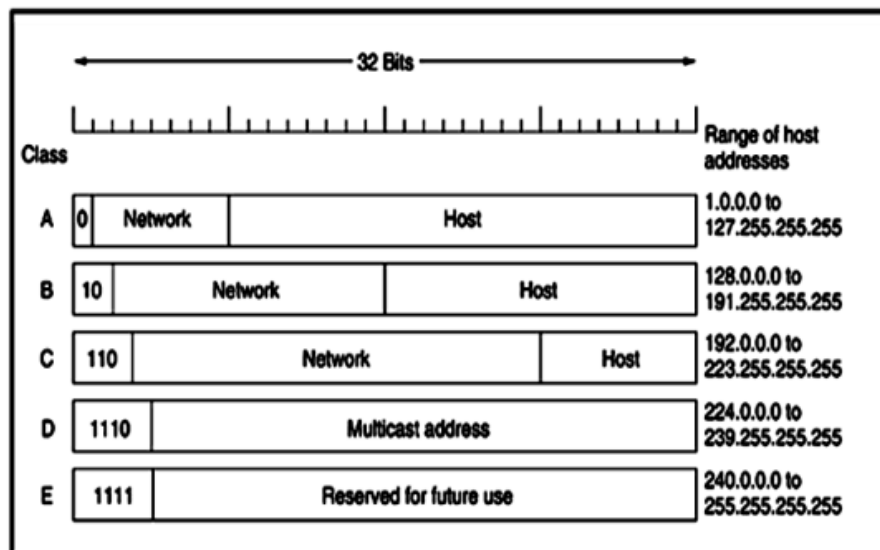 32 Bits
Class
Range of host
addresses
A
0
Network
Host
1.0.0.0 to
127.255.255.255
B
10
Network
Host
128.0.0.0 to
191.255.255.255
C
110
Network
Host
192.0.0.0 to
223.255.255.255
D
1110
Multicast address
224.0.0.0 to
239.255.255.255
E
1111
Reserved for future use
240.0.0.0 to
255.255.255.255